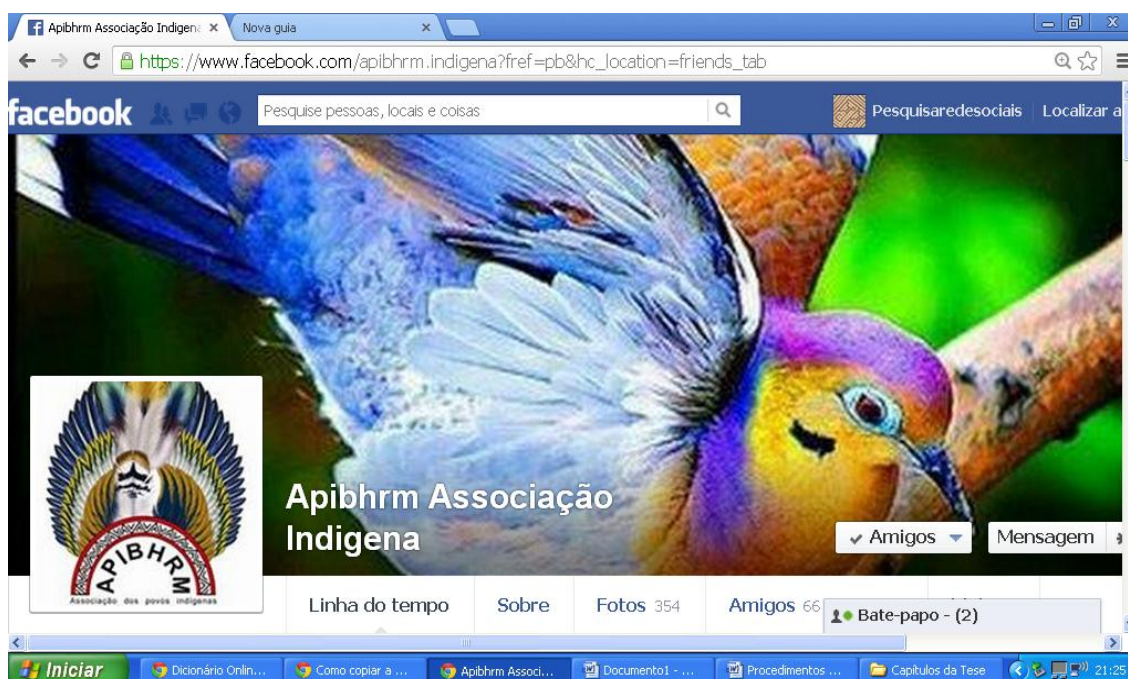 Apibhrm Associação Indigena
Nova guia
https://www.facebook.com/apibhrm.indigena?fref=pb&hc_location=friends_tab
facebook
Pesquise pessoas, locais e coisas
Pesquisaredesociais
Localizar a
Apibhrm Associação
Indigena
Amigos
Mensagem
APIBHRM
Associação dos povos indígenas
Linha do tempo
Sobre
Fotos 354
Amigos 66
Bate-papo - (2)
Iniciar
Dicionário Onlin...
Como copiar a ...
Apibhrm Associ...
Documento1 - ...
Procedimentos ...
Capítulos da Tese
21:25